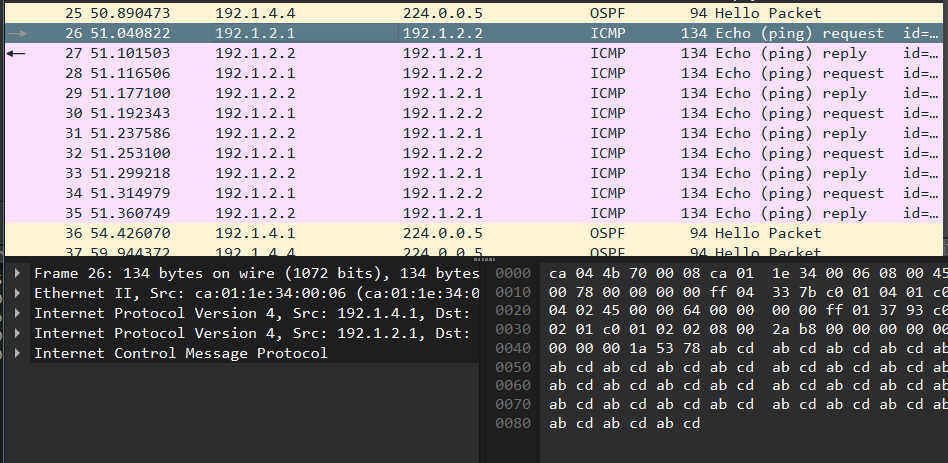 25 50.890473 192.1.4.4 224.0.0.5 OSPF 94 Hello Packet
26 51.040822 192.1.2.1 192.1.2.2 ICMP 134 Echo (ping) request id=…
27 51.101503 192.1.2.2 192.1.2.1 ICMP 134 Echo (ping) reply id=…
28 51.116506 192.1.2.1 192.1.2.2 ICMP 134 Echo (ping) request id=…
29 51.177100 192.1.2.2 192.1.2.1 ICMP 134 Echo (ping) reply id=…
30 51.192343 192.1.2.1 192.1.2.2 ICMP 134 Echo (ping) request id=…
31 51.237586 192.1.2.2 192.1.2.1 ICMP 134 Echo (ping) reply id=…
32 51.253100 192.1.2.1 192.1.2.2 ICMP 134 Echo (ping) request id=…
33 51.299218 192.1.2.2 192.1.2.1 ICMP 134 Echo (ping) reply id=…
34 51.314979 192.1.2.1 192.1.2.2 ICMP 134 Echo (ping) request id=…
35 51.360749 192.1.2.2 192.1.2.1 ICMP 134 Echo (ping) reply id=…
36 54.426070 192.1.4.1 224.0.0.5 OSPF 94 Hello Packet
37 59.944372 192.1.4.4 224.0.0.5 OSPF 94 Hello Packet
Frame 26: 134 bytes on wire (1072 bits), 134 bytes
Ethernet II, Src: ca:01:1e:34:00:06 (ca:01:1e:34:0
Internet Protocol Version 4, Src: 192.1.4.1, Dst:
Internet Protocol Version 4, Src: 192.1.2.1, Dst:
Internet Control Message Protocol
0000 ca 04 4b 70 00 08 ca 01 1e 34 00 06 08 00 45
0010 00 78 00 00 00 00 ff 04 33 7b c0 01 04 01 c0
0020 04 02 45 00 00 64 00 00 00 00 ff 01 37 93 c0
0030 02 01 c0 01 02 02 08 00 2a b8 00 00 00 00 00
0040 00 00 00 1a 53 78 ab cd ab cd ab cd ab cd ab
0050 ab cd ab cd ab cd ab cd ab cd ab cd ab cd ab
0060 ab cd ab cd ab cd ab cd ab cd ab cd ab cd ab
0070 ab cd ab cd ab cd ab cd ab cd ab cd ab cd ab
0080 ab cd ab cd ab cd